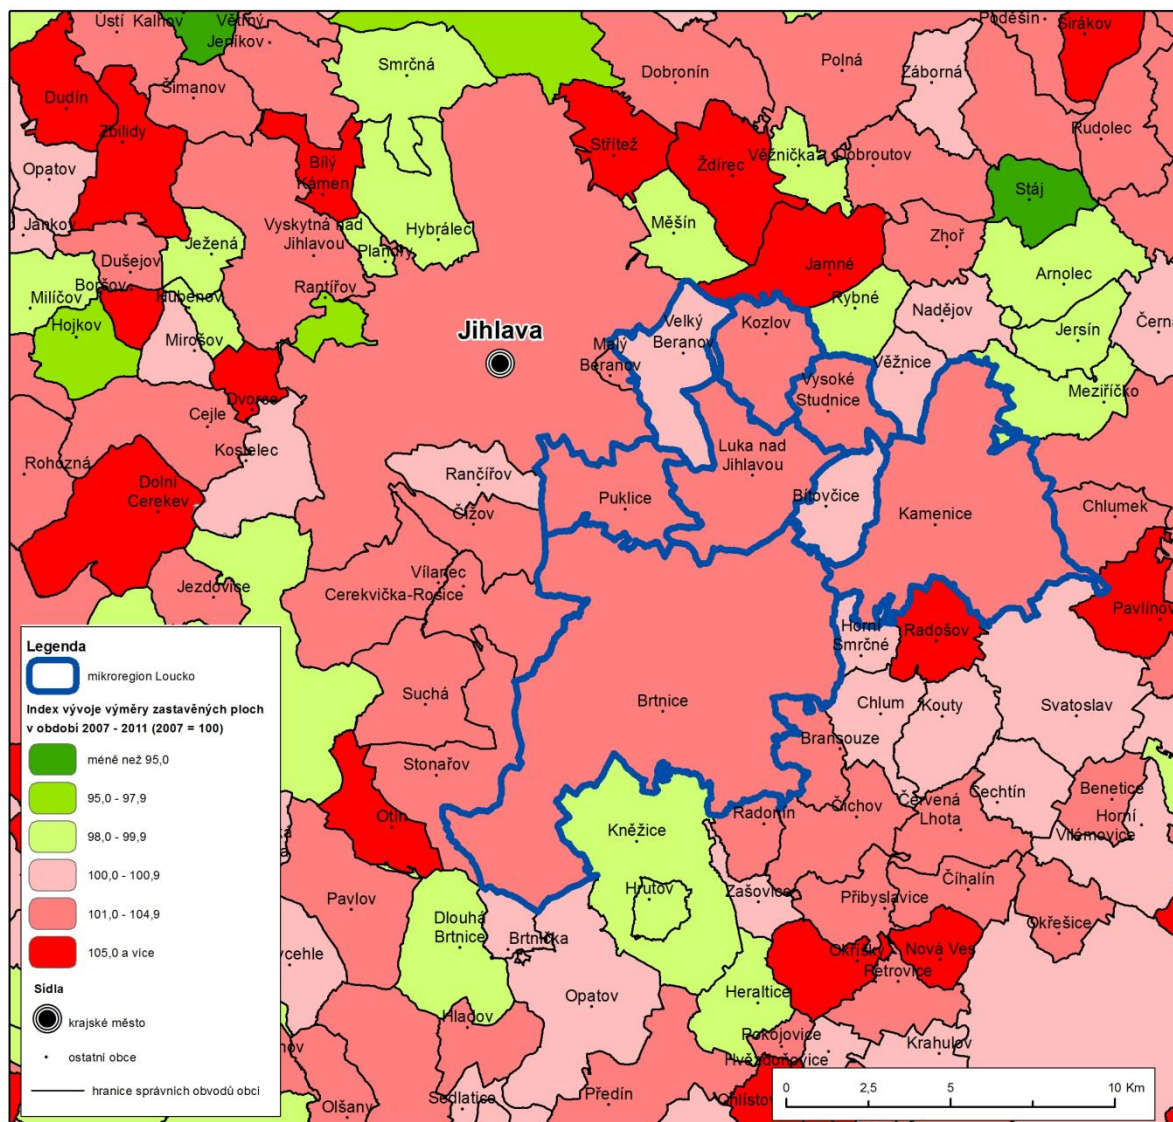 Ústí
Kalhov
Větrný
Jeníkov
Poděšín
Sirákov
Smrčná
Dobronín
Polná
Záborná
Dudín
Zbilidy
Šimanov
Rudolec
Střítež
Opatov
Bílý
Kámen
Ždírec
Věžnička
Dobroutov
Stáj
Jankov
Ježená
Vyskytná nad
Jihlavou
Hybrálec
Plandry
Měšín
Zhoř
Dušejov
Jamné
Arnolec
Boršov
Milíčov
Hubenov
Rantířov
Rybné
Nadějov
Hojkov
Mirošov
Jihlava
Velký
Beranov
Kozlov
Jersín
Malý
Beranov
Věžnice
Vysoké
Studnice
Meziříčko
Dvorce
Cejle
Kostelec
Rohozná
Luka nad
Jihlavou
Dolní
Cerekev
Rančířov
Puklice
Bítovčice
Kamenice
Chlumek
Čížov
Vílanec
Jezdovice
Cerekvička-Rosice
Pavlínov
Horní
Smrčné
Radošov
Suchá
Brtnice
Chlum
Kouty
Svatoslav
Bransouze
Stonařov
Čichov
Červená
Lhota
Čechtín
Benetice
Otín
Kněžice
Radonín
Horní
Vilémovice
Hrutov
Zašovice
Přibyslavice
Číhalín
Pavlov
Dlouhá
Brtnice
Brtnička
Okříšky
Nová Ves
Okřešice
Petrovice
Opatov
Heraltice
Hladov
Pokojovice
Hvězdoňovice
Krahulov
Olšany
Sedlatice
Předín
Legenda
mikroregion Loucko
Index vývoje výměry zastavěných ploch
v období 2007 - 2011 (2007 = 100)
méně než 95,0
95,0 - 97,9
98,0 - 99,9
100,0 - 100,9
101,0 - 104,9
105,0 a více
Sídla
krajské město
ostatní obce
hranice správních obvodů obcí
0 2,5 5 10 Km